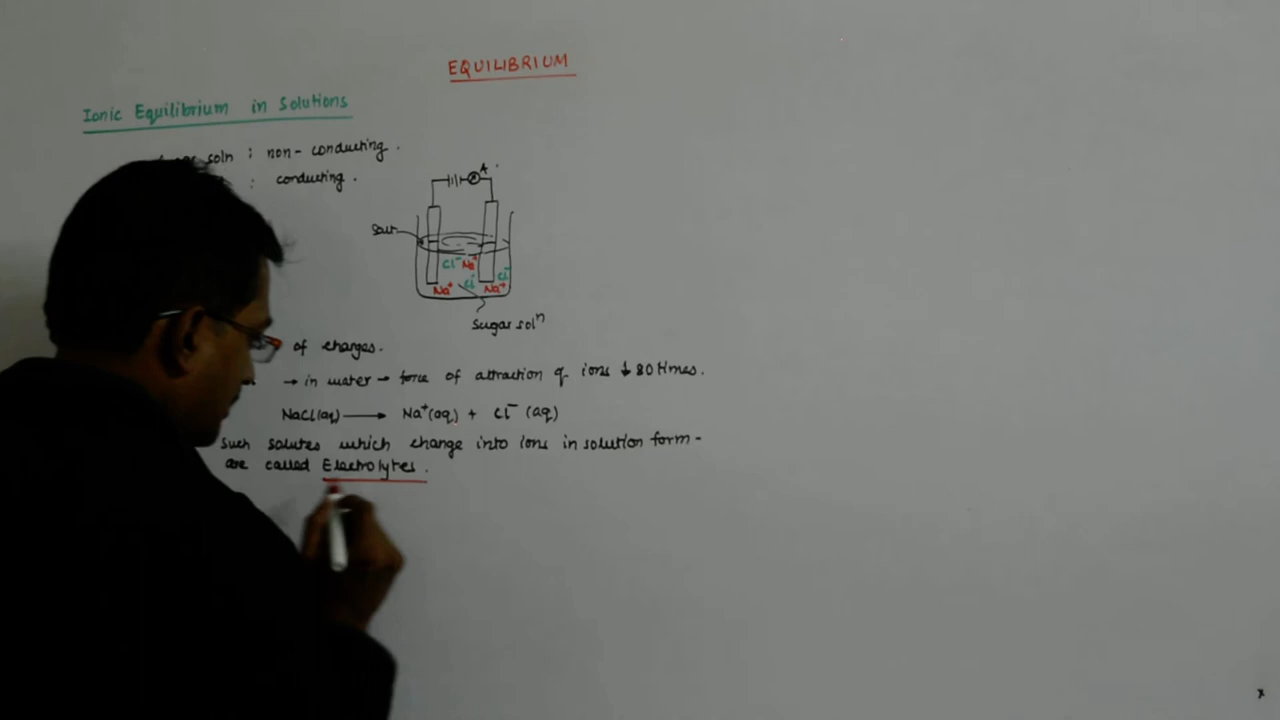 EQUILIBRIUM
Ionic Equilibrium in Solutions
soln : non-conducting.
: conducting.
A
Salt
Cl⁻ Na⁺
Cl⁻
Na⁺ Cl⁻ Na⁺
Sugar solⁿ
of charges.
→ in water → force of attraction of ions ↓ 80 times.
NaCl(aq) → Na⁺(aq) + Cl⁻(aq)
Such solutes which change into ions in solution form -
are called Electrolytes.